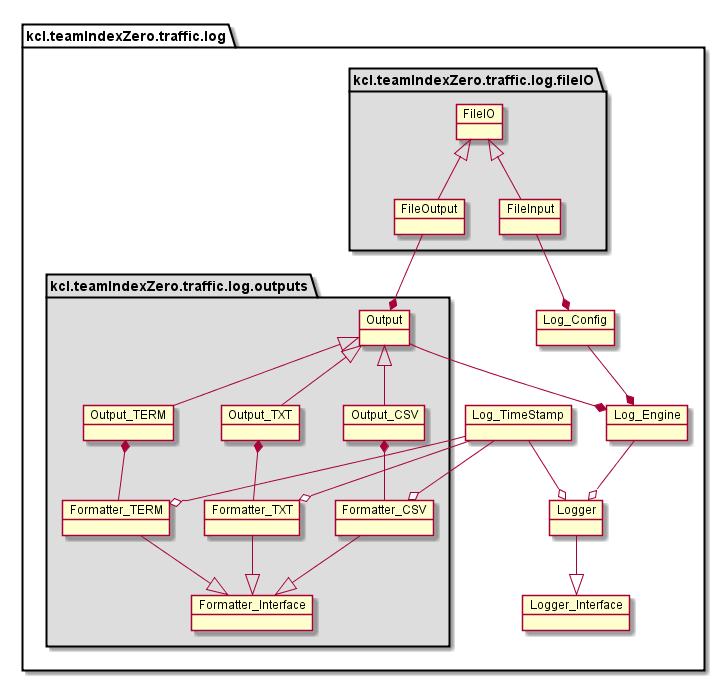 kcl.teamIndexZero.traffic.log
kcl.teamIndexZero.traffic.log.fileIO
FileIO
FileOutput
FileInput
kcl.teamIndexZero.traffic.log.outputs
Output
Log_Config
Output_TERM
Output_TXT
Output_CSV
Log_TimeStamp
Log_Engine
Formatter_TERM
Formatter_TXT
Formatter_CSV
Logger
Formatter_Interface
Logger_Interface